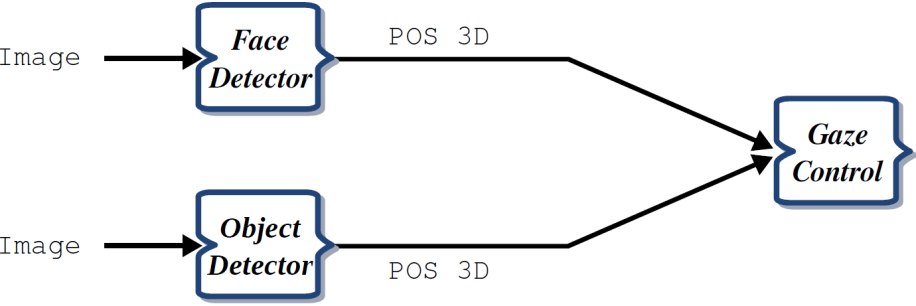 Image
Face
Detector
POS 3D
Gaze
Control
Image
Object
Detector
POS 3D